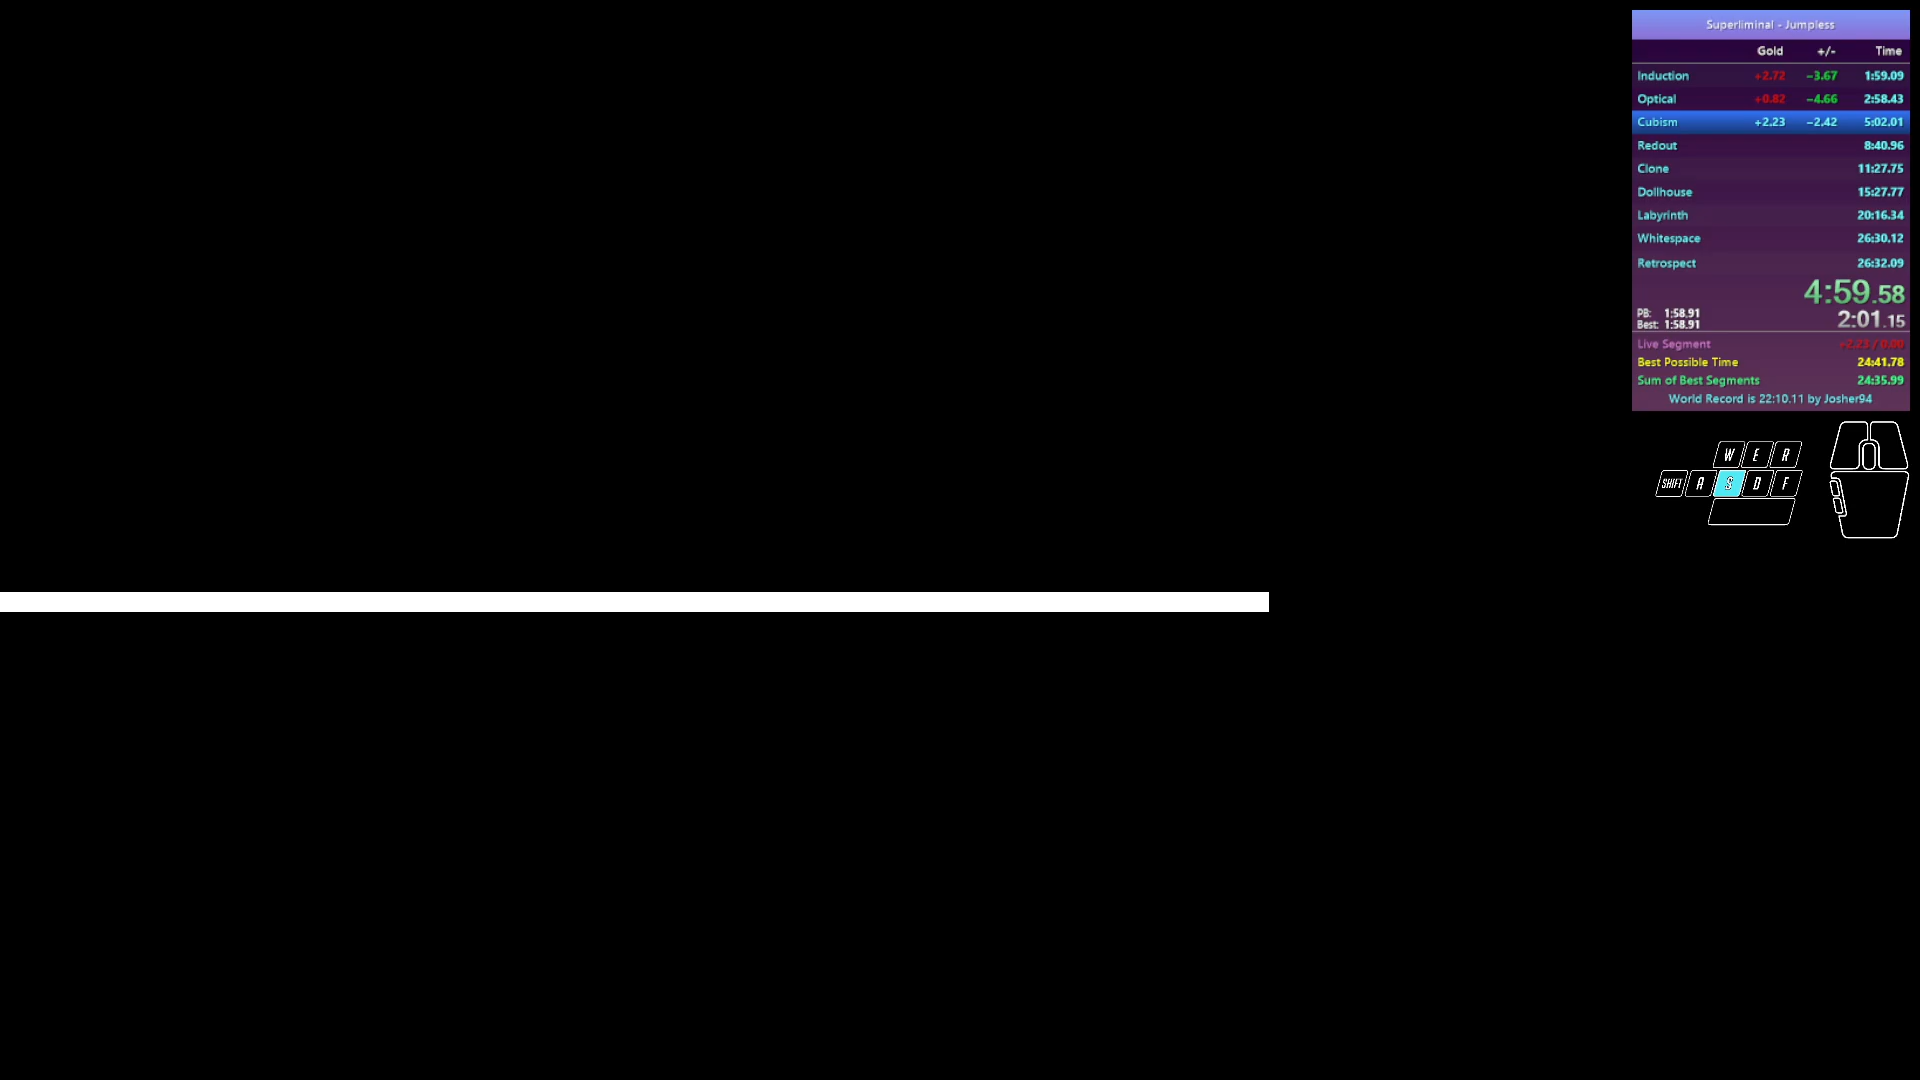 Superliminal - Jumpless
Gold +/- Time
Induction +2.72 −3.67 1:59.09
Optical +0.82 −4.66 2:58.43
Cubism +2.23 −2.42 5:02.01
Redout 8:40.96
Clone 11:27.75
Dollhouse 15:27.77
Labyrinth 20:16.34
Whitespace 26:30.12
Retrospect 26:32.09
4:59.58
PB: 1:58.91
Best: 1:58.91
2:01.15
Live Segment +2.23 / 0.00
Best Possible Time 24:41.78
Sum of Best Segments 24:35.99
World Record is 22:10.11 by Josher94
W E R
SHIFT A S D F